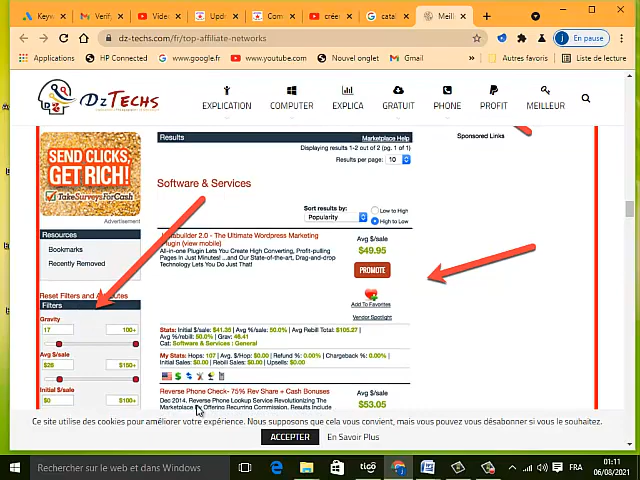 Keyw
Verify
Video
Upda
Com
créer
catal
Meill
dz-techs.com/fr/top-affiliate-networks
En pause
Applications
HP Connected
www.google.fr
www.youtube.com
Nouvel onglet
Gmail
Autres favoris
Liste de lecture
DZTECHS
EXPLICATION
COMPUTER
EXPLICA
GRATUIT
PHONE
PROFIT
MEILLEUR
SEND CLICKS,
GET RICH!
TakeSurveysForCash
Advertisement
Resources
Bookmarks
Recently Removed
Filters
Gravity
17 100+
Avg $/sale
$26 $150+
Initial $/sale
$0 $100+
Results Marketplace Help
Displaying results 1-2 out of 2 (pg. 1 of 1)
Results per page: 10
Sponsored Links
Software & Services
Sort results by:
Popularity
Low to High
High to Low
2.0 - The Ultimate Wordpress Marketing
Plugin (view mobile)
All-in-one Plugin Lets You Create High Converting, Profit-pulling
Pages In Just Minutes! ...and Our State-of-the-art, Drag-and-drop
Technology Lets You Do Just That!
Avg $/sale
$49.95
PROMOTE
Add To Favorites
Vendor Spotlight
Stats: Initial $/sale: $41.35 | Avg %/sale: 50.0% | Avg Rebill Total: $105.27 |
Avg %/rebill: 50.0% | Grav: 46.41
Cat: Software & Services : General
My Stats: Hops: 107 | Avg. $/Hop: $0.00 | Refund %: 0.00% | Chargeback %: 0.00% |
Initial Sales: $0.00 | Rebill Sales: $0.00 | Upsells: $0.00
Reverse Phone Check- 75% Rev Share + Cash Bonuses
Dec 2014. Reverse Phone Lookup Service Revolutionizing The
Marketplace By Offering Recurring Commission. Results Include
Avg $/sale
$53.05
Ce site utilise des cookies pour améliorer votre expérience. Nous supposons que cela vous convient, mais vous pouvez vous désabonner si vous le souhaitez.
ACCEPTER En Savoir Plus
Rechercher sur le web et dans Windows
tigo
FRA
01:11
06/08/2021